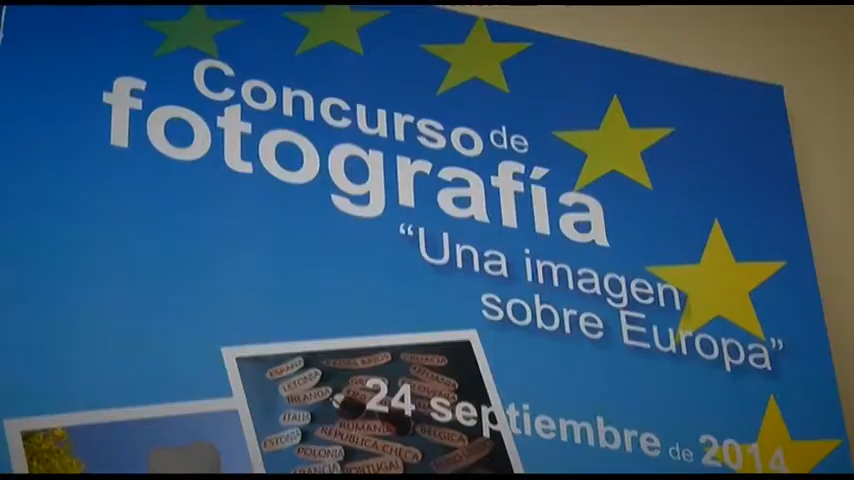 Concurso de
fotografía
“Una imagen
sobre Europa”
24 septiembre de 2014
ESPAÑA
LETONIA
IRLANDA
ITALIA
ESTONIA
RUMANIA
BELGICA
REPUBLICA CHECA
POLONIA
FRANCIA
PORTUGAL